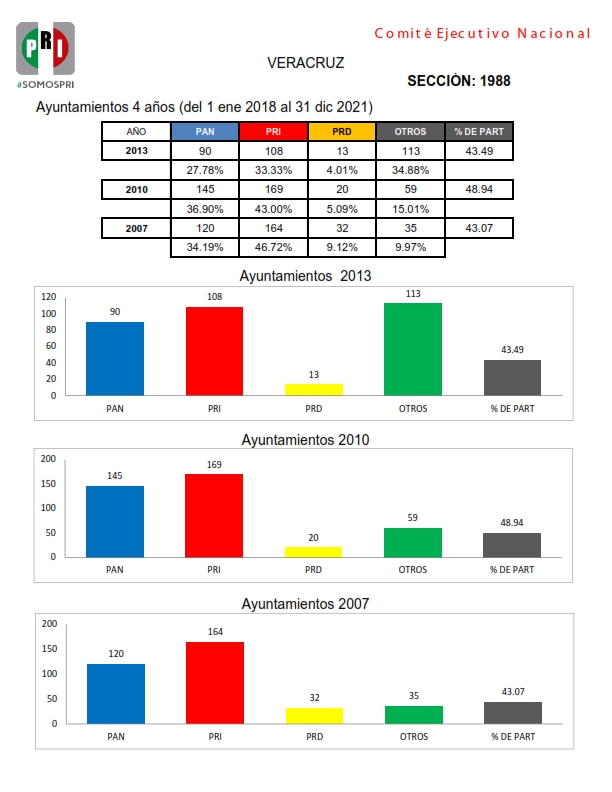 Comité Ejecutivo Nacional
PRI
#SOMOSPRI
VERACRUZ
SECCIÓN: 1988
Ayuntamientos 4 años (del 1 ene 2018 al 31 dic 2021)
AÑO PAN PRI PRD OTROS % DE PART
2013 90 108 13 113 43.49
27.78% 33.33% 4.01% 34.88%
2010 145 169 20 59 48.94
36.90% 43.00% 5.09% 15.01%
2007 120 164 32 35 43.07
34.19% 46.72% 9.12% 9.97%
Ayuntamientos 2013
120
100
80
60
40
20
0
90 108 13 113 43.49
PAN PRI PRD OTROS % DE PART
Ayuntamientos 2010
200
150
100
50
0
145 169 20 59 48.94
PAN PRI PRD OTROS % DE PART
Ayuntamientos 2007
200
150
100
50
0
120 164 32 35 43.07
PAN PRI PRD OTROS % DE PART